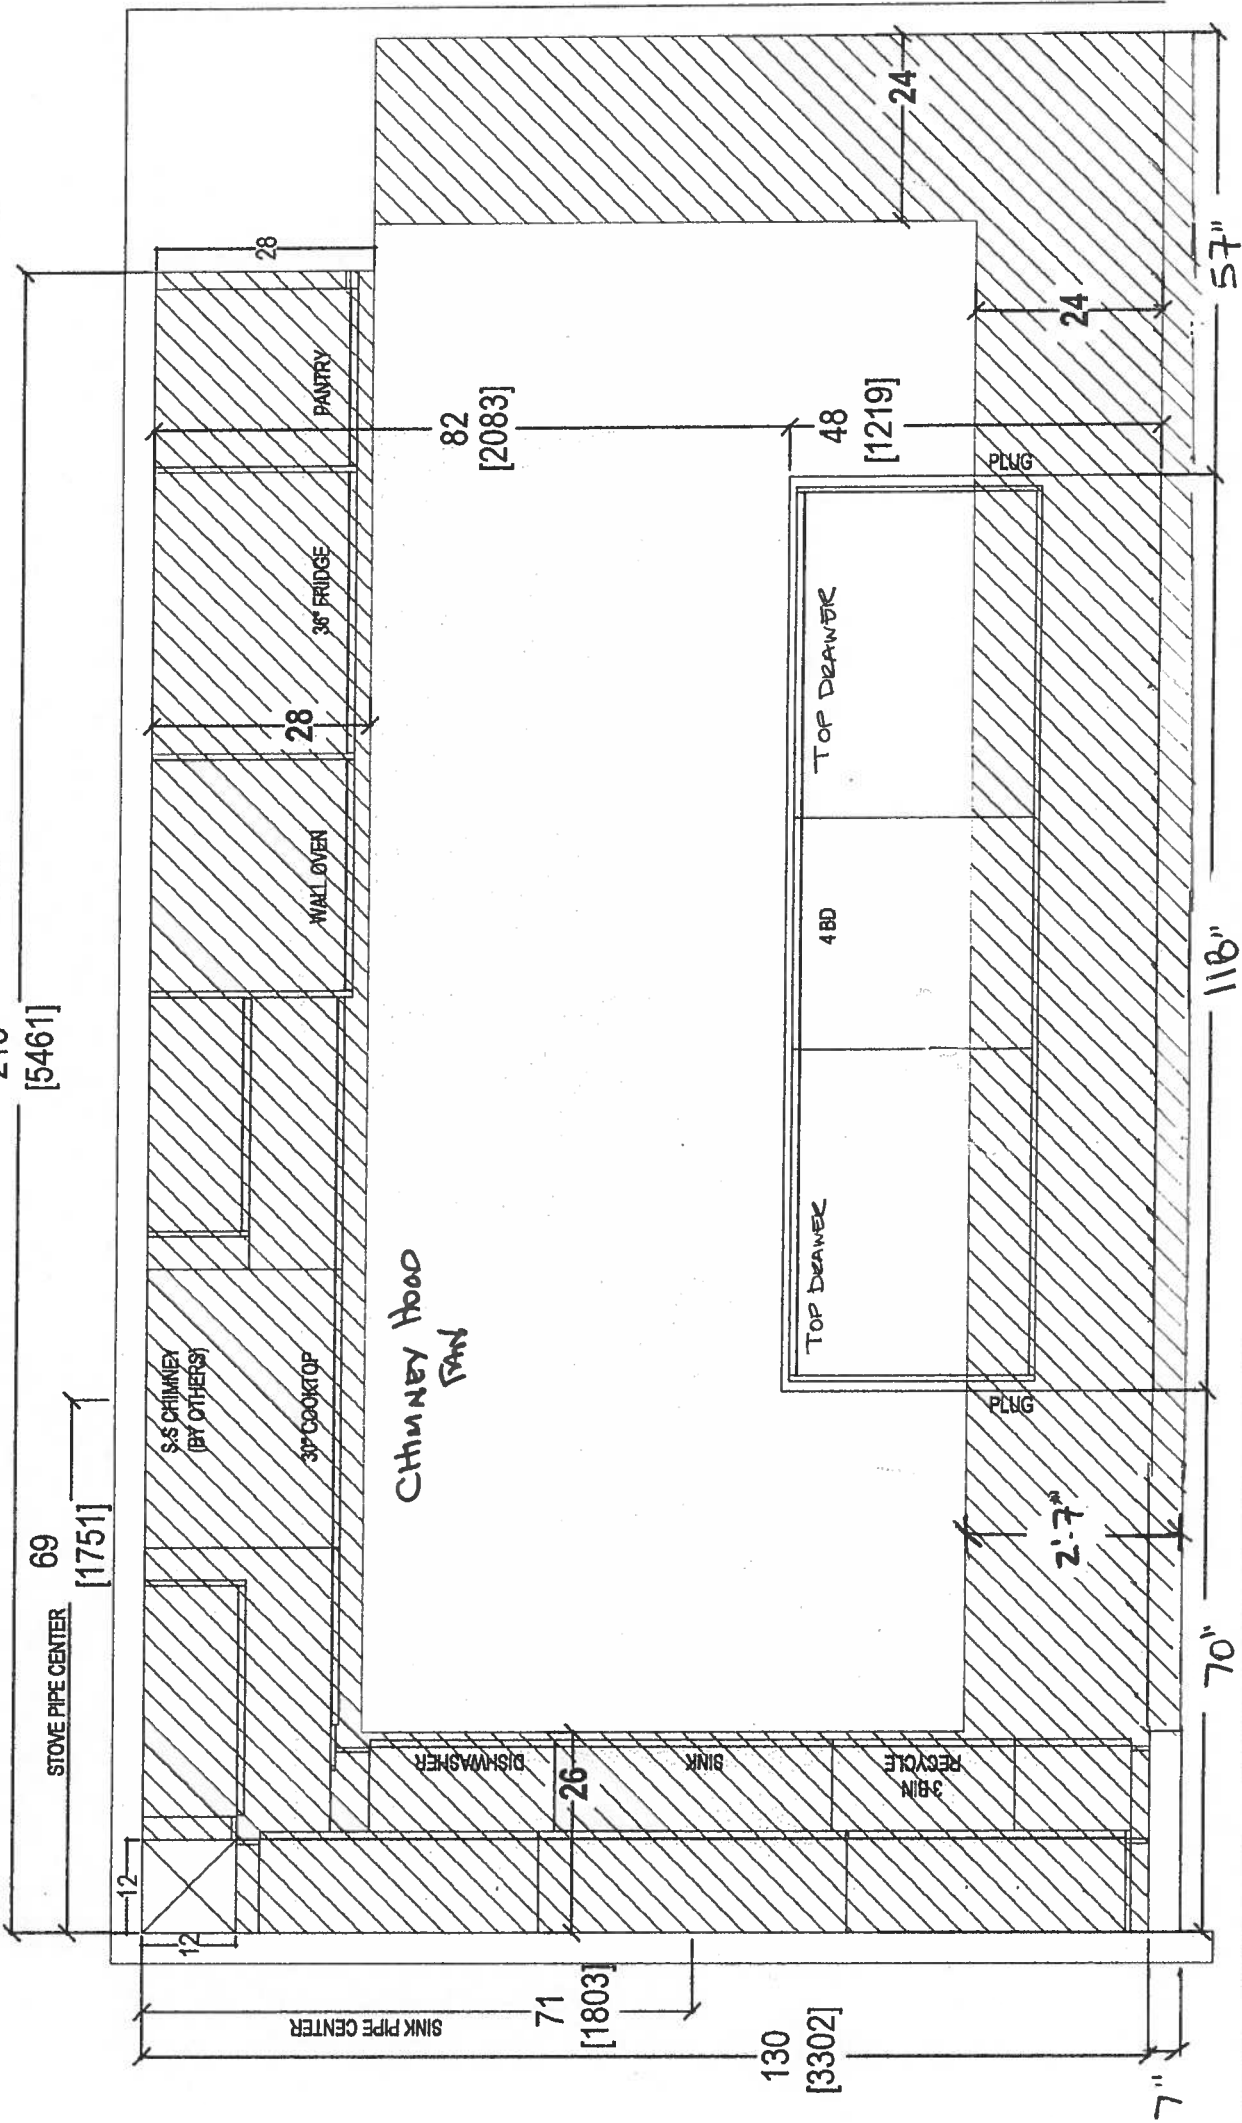 [5461]
69
[1751]
STOVE PIPE CENTER
12
12
28
PANTRY
36" FRIDGE
WALL OVEN
28
S.S CHIMNEY
(BY OTHERS)
30" COOKTOP
CHIMNEY HOOD
FAN
82
[2083]
48
[1219]
24
24
PLUG
TOP DRAWER
4 BD
TOP DRAWER
PLUG
DISHWASHER
SINK
3-BIN
RECYCLE
26
2'-7"
SINK PIPE CENTER
71
[1803]
130
[3302]
7"
70"
118"
57"